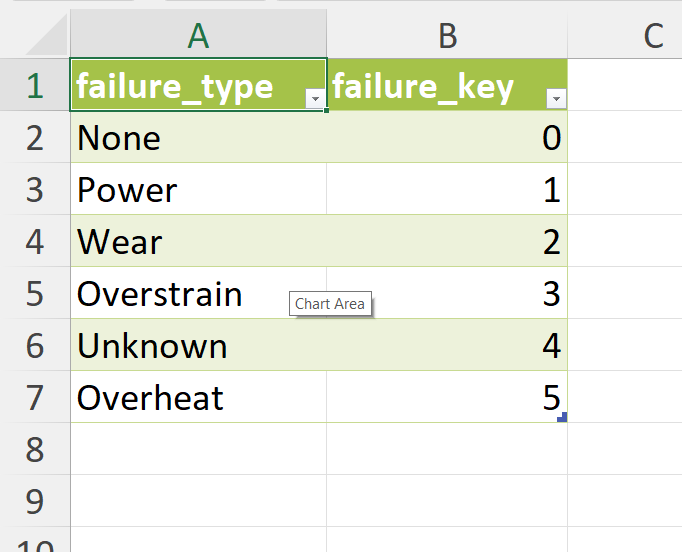 A B C
1 failure_type failure_key
2 None 0
3 Power 1
4 Wear 2
5 Overstrain 3
Chart Area
6 Unknown 4
7 Overheat 5
8
9
10